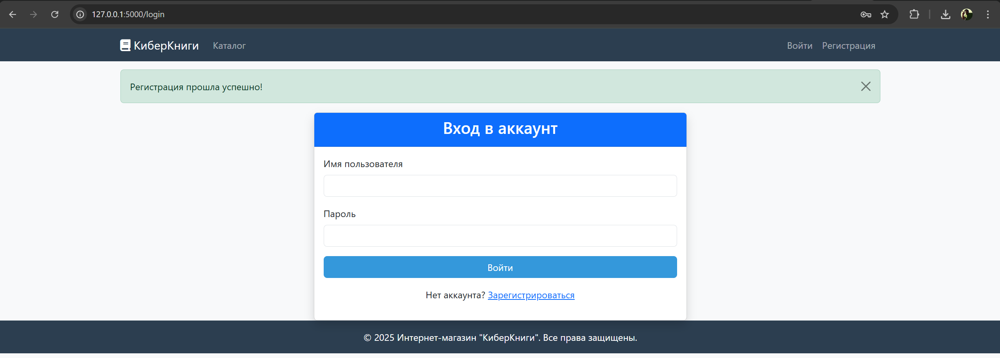 127.0.0.1:5000/login
КиберКниги Каталог Войти Регистрация
Регистрация прошла успешно!
Вход в аккаунт
Имя пользователя
Пароль
Войти
Нет аккаунта? Зарегистрироваться
© 2025 Интернет-магазин "КиберКниги". Все права защищены.